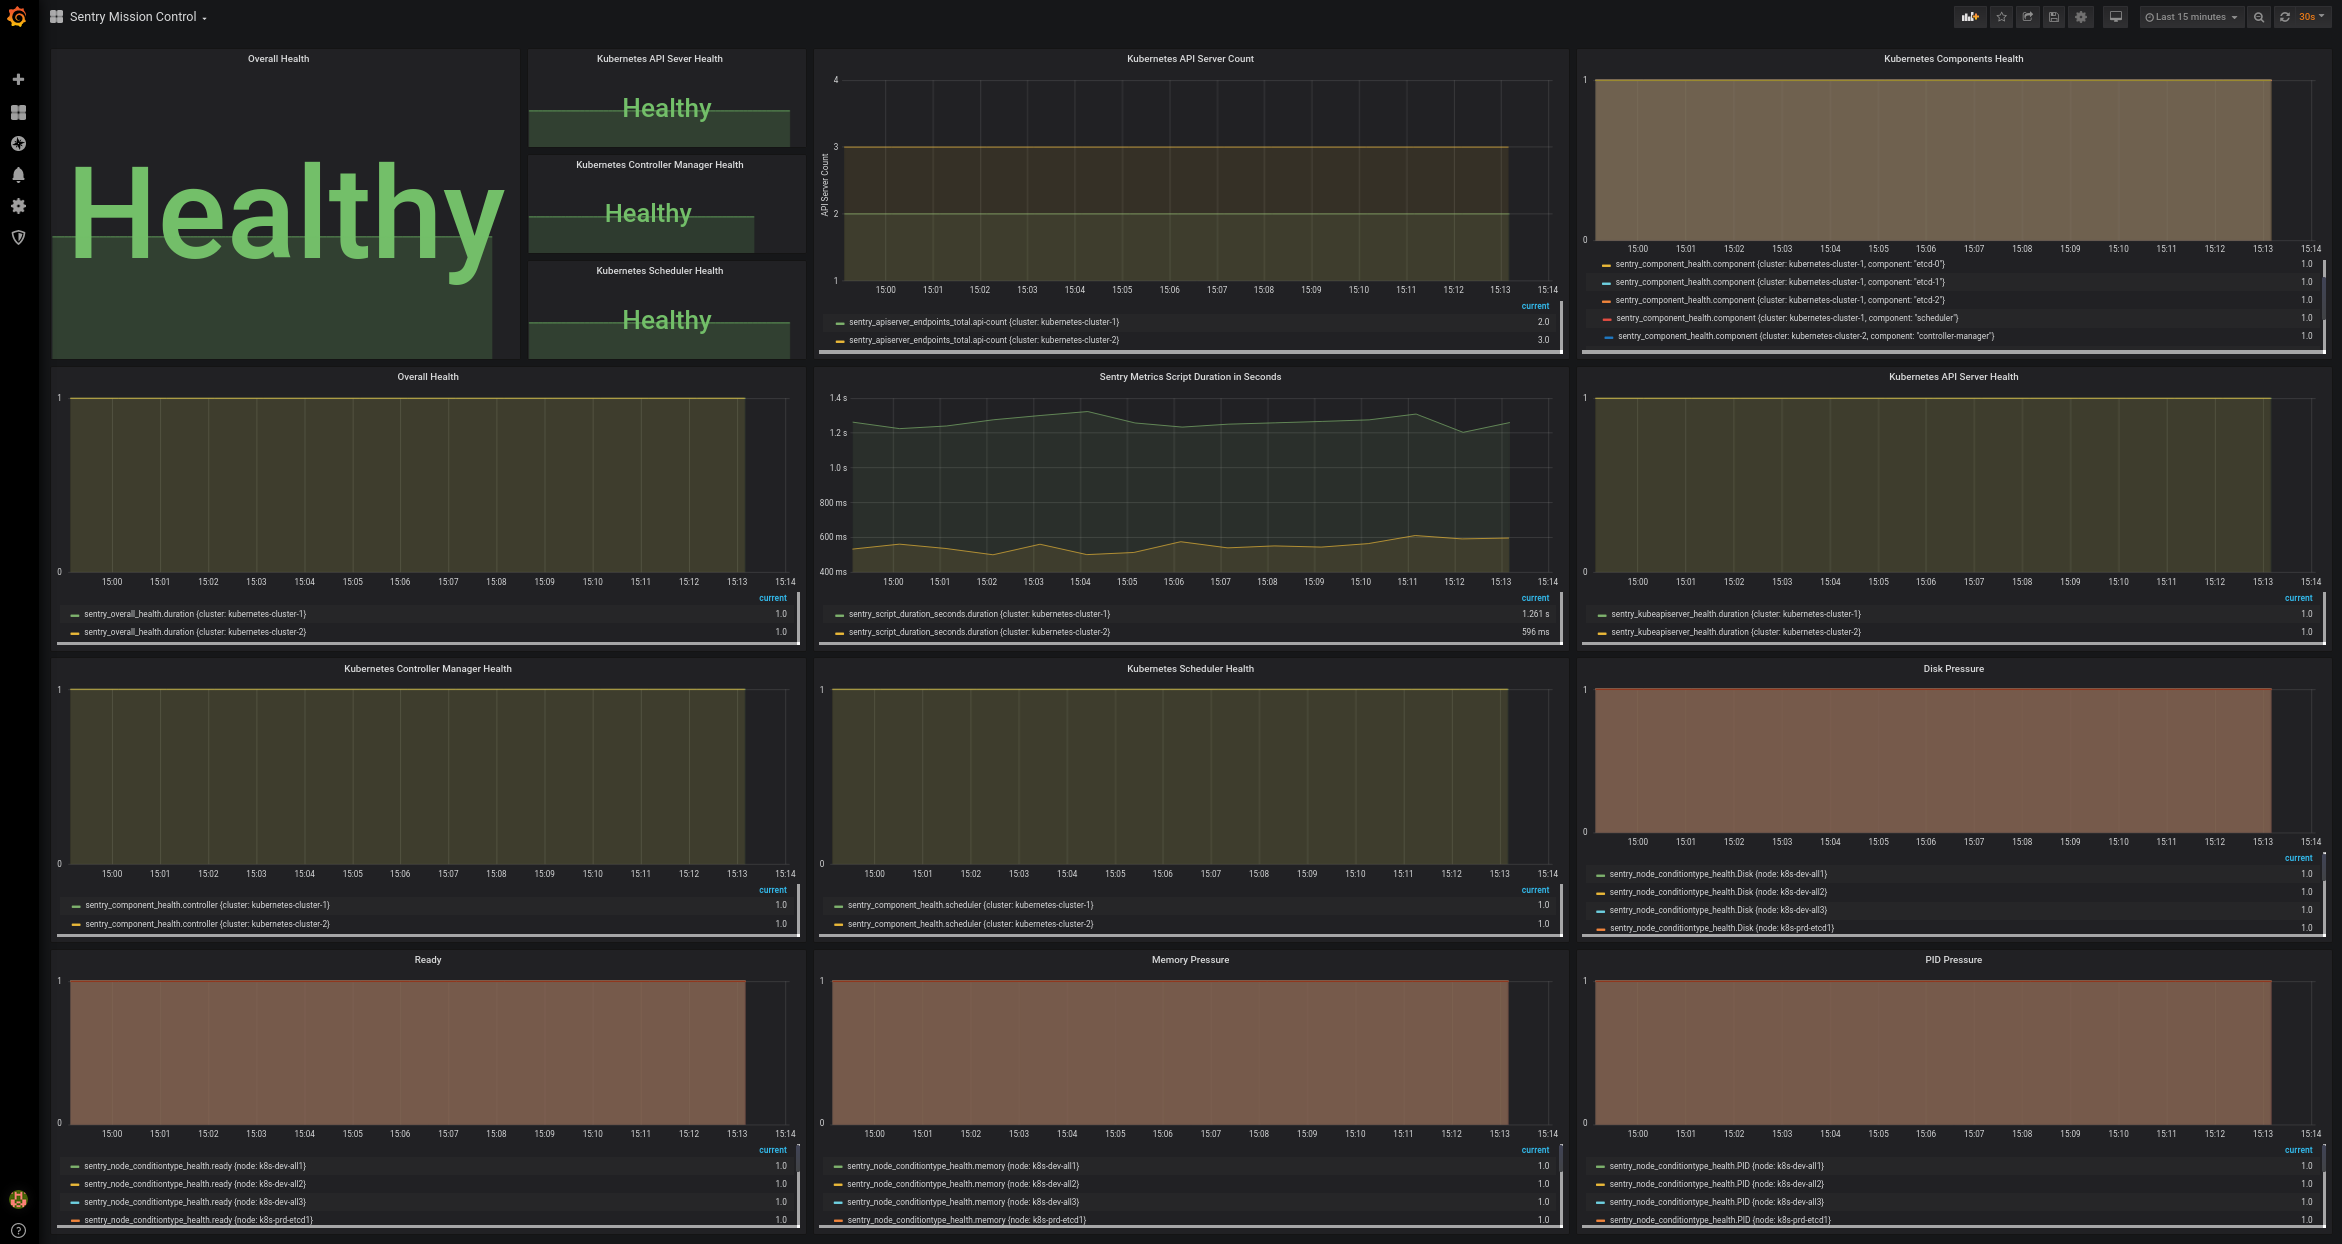 Sentry Mission Control
Last 15 minutes
30s
Overall Health
Healthy
Kubernetes API Sever Health
Healthy
Kubernetes Controller Manager Health
Healthy
Kubernetes Scheduler Health
Healthy
Kubernetes API Server Count
API Server Count
4
3
2
1
15:00 15:01 15:02 15:03 15:04 15:05 15:06 15:07 15:08 15:09 15:10 15:11 15:12 15:13 15:14
current
sentry_apiserver_endpoints_total.api-count {cluster: kubernetes-cluster-1} 2.0
sentry_apiserver_endpoints_total.api-count {cluster: kubernetes-cluster-2} 3.0
Kubernetes Components Health
1
0
15:00 15:01 15:02 15:03 15:04 15:05 15:06 15:07 15:08 15:09 15:10 15:11 15:12 15:13 15:14
sentry_component_health.component {cluster: kubernetes-cluster-1, component: "etcd-0"} 1.0
sentry_component_health.component {cluster: kubernetes-cluster-1, component: "etcd-1"} 1.0
sentry_component_health.component {cluster: kubernetes-cluster-1, component: "etcd-2"} 1.0
sentry_component_health.component {cluster: kubernetes-cluster-1, component: "scheduler"} 1.0
sentry_component_health.component {cluster: kubernetes-cluster-2, component: "controller-manager"} 1.0
Overall Health
1
0
15:00 15:01 15:02 15:03 15:04 15:05 15:06 15:07 15:08 15:09 15:10 15:11 15:12 15:13 15:14
current
sentry_overall_health.duration {cluster: kubernetes-cluster-1} 1.0
sentry_overall_health.duration {cluster: kubernetes-cluster-2} 1.0
Sentry Metrics Script Duration in Seconds
1.4 s
1.2 s
1.0 s
800 ms
600 ms
400 ms
15:00 15:01 15:02 15:03 15:04 15:05 15:06 15:07 15:08 15:09 15:10 15:11 15:12 15:13 15:14
current
sentry_script_duration_seconds.duration {cluster: kubernetes-cluster-1} 1.261 s
sentry_script_duration_seconds.duration {cluster: kubernetes-cluster-2} 596 ms
Kubernetes API Server Health
1
0
15:00 15:01 15:02 15:03 15:04 15:05 15:06 15:07 15:08 15:09 15:10 15:11 15:12 15:13 15:14
current
sentry_kubeapiserver_health.duration {cluster: kubernetes-cluster-1} 1.0
sentry_kubeapiserver_health.duration {cluster: kubernetes-cluster-2} 1.0
Kubernetes Controller Manager Health
1
0
15:00 15:01 15:02 15:03 15:04 15:05 15:06 15:07 15:08 15:09 15:10 15:11 15:12 15:13 15:14
current
sentry_component_health.controller {cluster: kubernetes-cluster-1} 1.0
sentry_component_health.controller {cluster: kubernetes-cluster-2} 1.0
Kubernetes Scheduler Health
1
0
15:00 15:01 15:02 15:03 15:04 15:05 15:06 15:07 15:08 15:09 15:10 15:11 15:12 15:13 15:14
current
sentry_component_health.scheduler {cluster: kubernetes-cluster-1} 1.0
sentry_component_health.scheduler {cluster: kubernetes-cluster-2} 1.0
Disk Pressure
1
0
15:00 15:01 15:02 15:03 15:04 15:05 15:06 15:07 15:08 15:09 15:10 15:11 15:12 15:13 15:14
current
sentry_node_conditiontype_health.Disk {node: k8s-dev-all1} 1.0
sentry_node_conditiontype_health.Disk {node: k8s-dev-all2} 1.0
sentry_node_conditiontype_health.Disk {node: k8s-dev-all3} 1.0
sentry_node_conditiontype_health.Disk {node: k8s-prd-etcd1} 1.0
Ready
1
0
15:00 15:01 15:02 15:03 15:04 15:05 15:06 15:07 15:08 15:09 15:10 15:11 15:12 15:13 15:14
current
sentry_node_conditiontype_health.ready {node: k8s-dev-all1} 1.0
sentry_node_conditiontype_health.ready {node: k8s-dev-all2} 1.0
sentry_node_conditiontype_health.ready {node: k8s-dev-all3} 1.0
sentry_node_conditiontype_health.ready {node: k8s-prd-etcd1} 1.0
Memory Pressure
1
0
15:00 15:01 15:02 15:03 15:04 15:05 15:06 15:07 15:08 15:09 15:10 15:11 15:12 15:13 15:14
current
sentry_node_conditiontype_health.memory {node: k8s-dev-all1} 1.0
sentry_node_conditiontype_health.memory {node: k8s-dev-all2} 1.0
sentry_node_conditiontype_health.memory {node: k8s-dev-all3} 1.0
sentry_node_conditiontype_health.memory {node: k8s-prd-etcd1} 1.0
PID Pressure
1
0
15:00 15:01 15:02 15:03 15:04 15:05 15:06 15:07 15:08 15:09 15:10 15:11 15:12 15:13 15:14
current
sentry_node_conditiontype_health.PID {node: k8s-dev-all1} 1.0
sentry_node_conditiontype_health.PID {node: k8s-dev-all2} 1.0
sentry_node_conditiontype_health.PID {node: k8s-dev-all3} 1.0
sentry_node_conditiontype_health.PID {node: k8s-prd-etcd1} 1.0